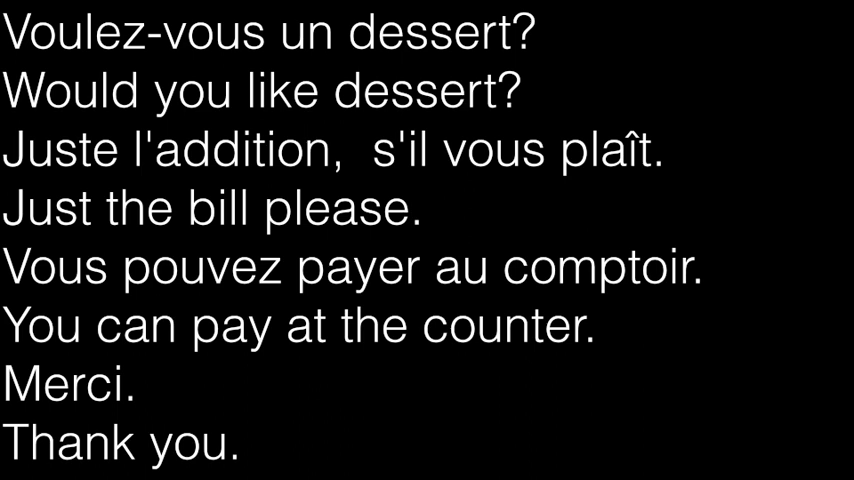 Voulez-vous un dessert?
Would you like dessert?
Juste l'addition,  s'il vous plaît.
Just the bill please.
Vous pouvez payer au comptoir.
You can pay at the counter.
Merci.
Thank you.